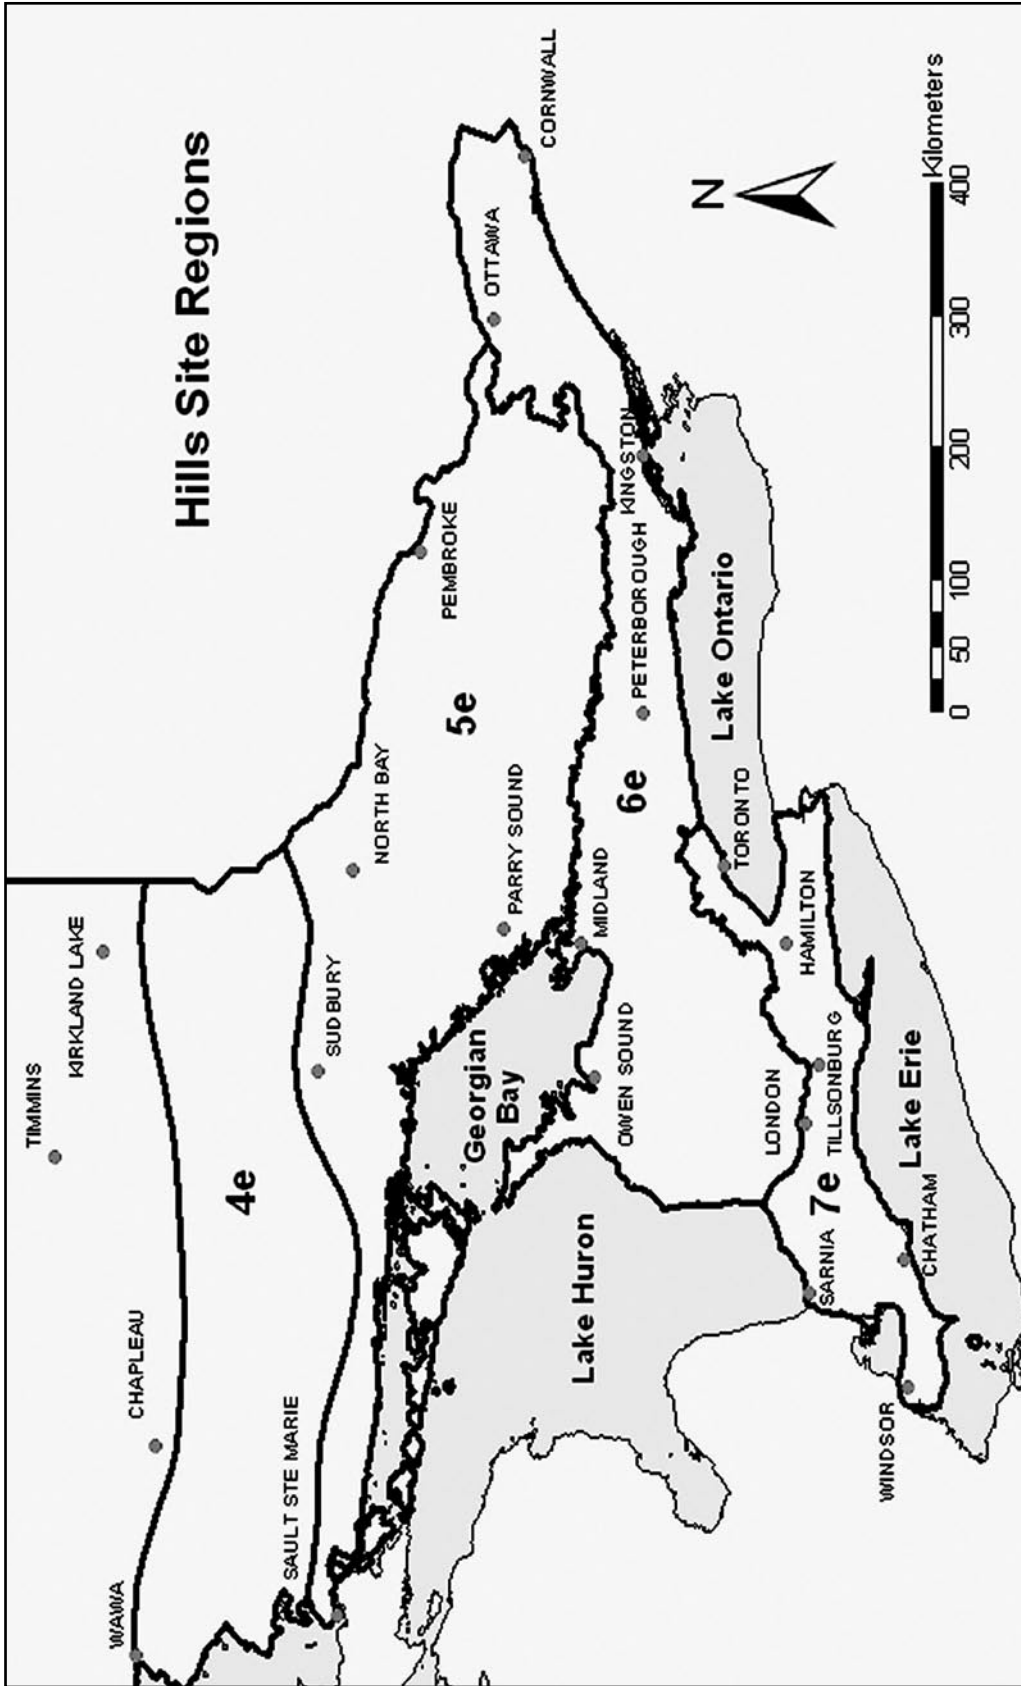 Hills Site Regions
TIMMINS
KIRKLAND LAKE
WAWA
CHAPLEAU
4e
SUDBURY
SAULT STE MARIE
NORTH BAY
PEMBROKE
5e
OTTAWA
CORNWALL
PARRY SOUND
Georgian
Bay
MIDLAND
OWEN SOUND
6e
PETERBOROUGH
KINGSTON
Lake Huron
Lake Ontario
TORONTO
HAMILTON
LONDON
TILLSONBURG
7e
SARNIA
CHATHAM
WINDSOR
Lake Erie
N
Kilometers
0 50 100 200 300 400